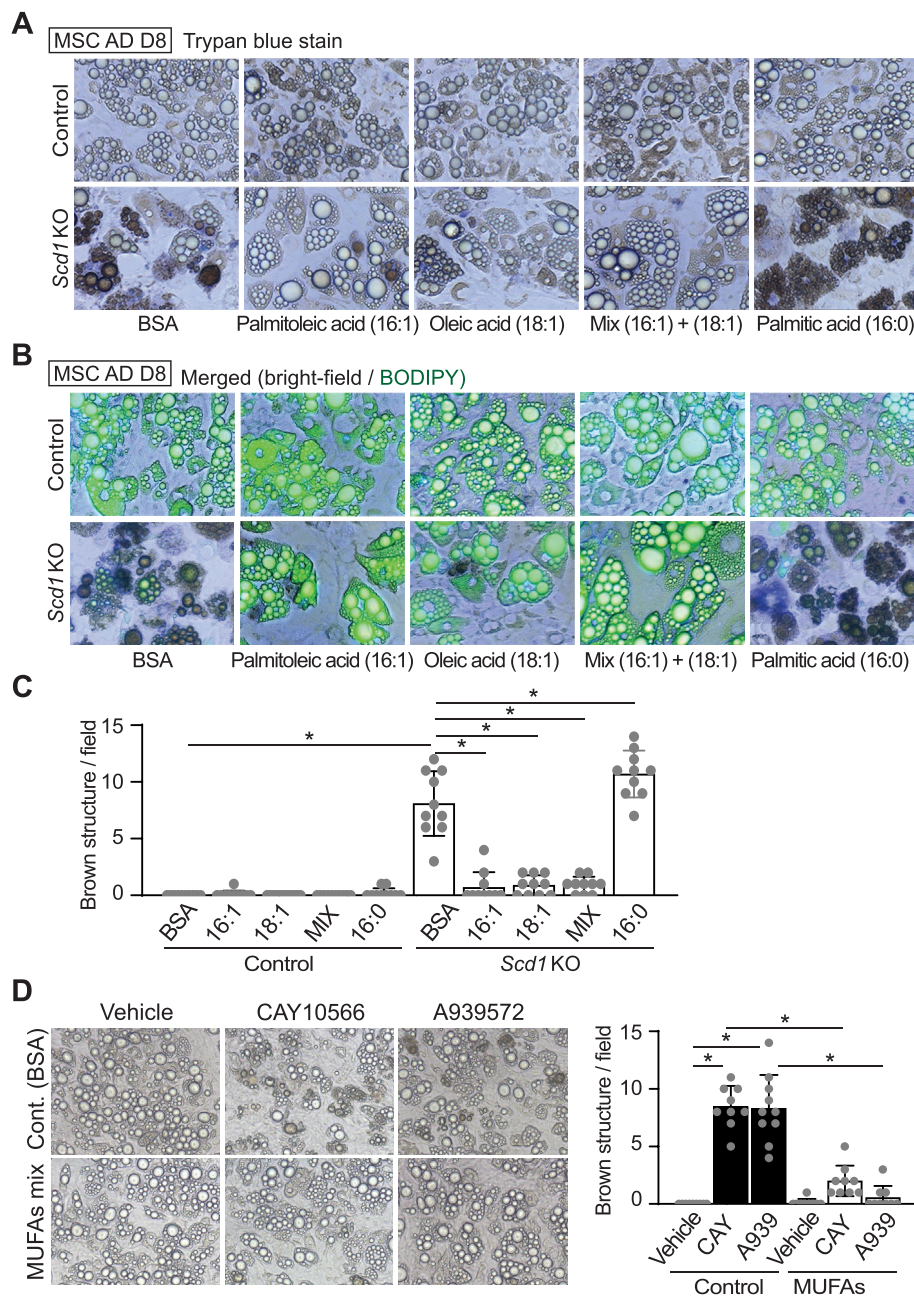 A
MSC AD D8 Trypan blue stain
Control
Scd1 KO
BSA Palmitoleic acid (16:1) Oleic acid (18:1) Mix (16:1) + (18:1) Palmitic acid (16:0)
B
MSC AD D8 Merged (bright-field / BODIPY)
Control
Scd1 KO
BSA Palmitoleic acid (16:1) Oleic acid (18:1) Mix (16:1) + (18:1) Palmitic acid (16:0)
C
Brown structure / field
15
10
5
0
* * * * *
BSA 16:1 18:1 MIX 16:0 BSA 16:1 18:1 MIX 16:0
Control Scd1 KO
D
Vehicle CAY10566 A939572
Cont. (BSA)
MUFAs mix
Brown structure / field
15
10
5
0
* * * *
Vehicle CAY A939 Vehicle CAY A939
Control MUFAs